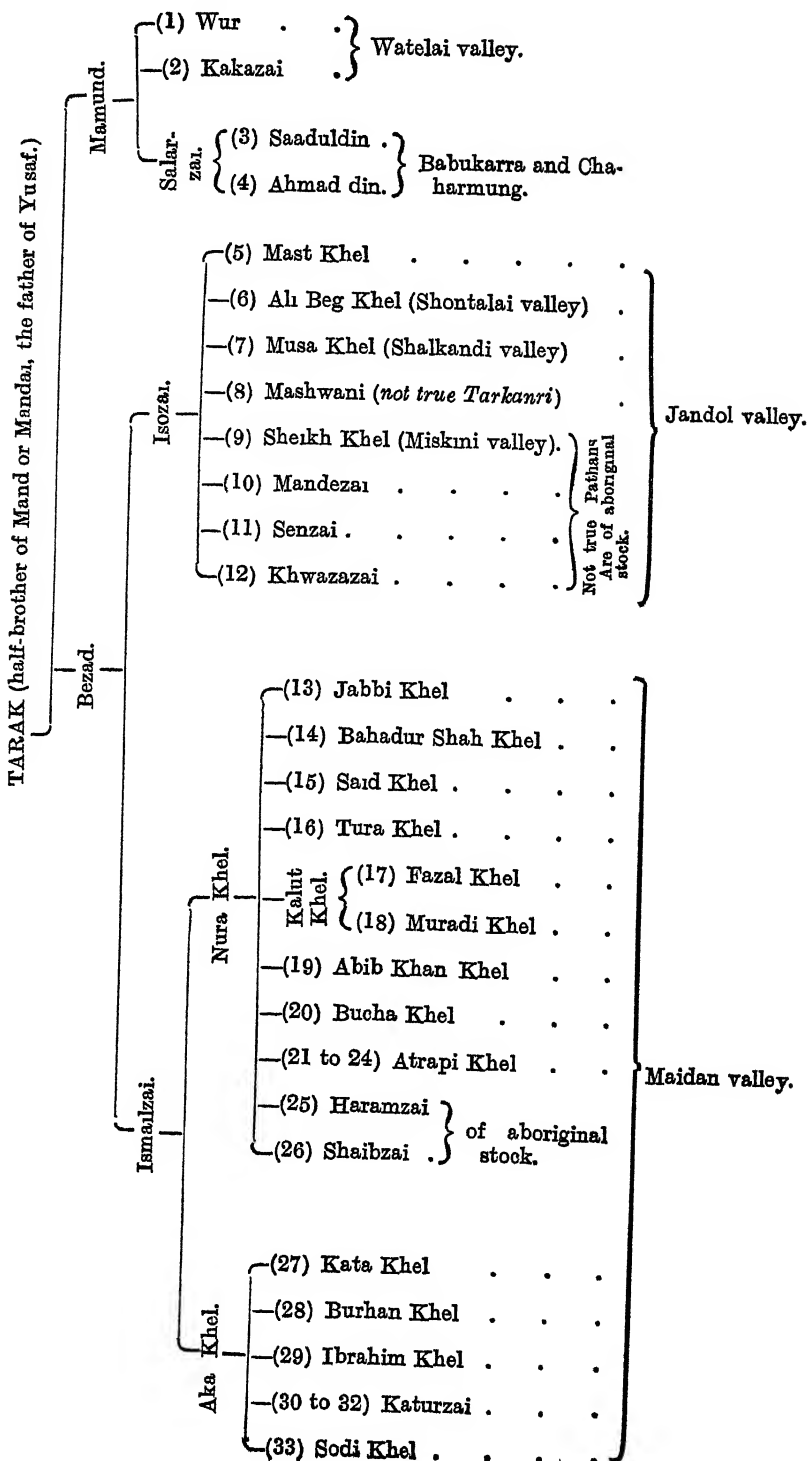 TARAK (half-brother of Mand or Mandai, the father of Yusaf.)
Mamund.
(1) Wur . .
(2) Kakazai .
Watelai valley.
Salar-
zai.
(3) Saaduldin .
(4) Ahmad din.
Babukarra and Cha-
harmung.
Bezad.
Isozai.
(5) Mast Khel . . . . .
(6) Ali Beg Khel (Shontalai valley) .
(7) Musa Khel (Shalkandi valley) .
(8) Mashwani (not true Tarkanri) .
(9) Sheikh Khel (Miskini valley).
(10) Mandezai . . . .
(11) Senzai . . . . .
(12) Khwazazai . . . .
Not true Pathans
Are of aboriginal
stock.
Jandol valley.
Ismailzai.
Nura Khel.
(13) Jabbi Khel . . .
(14) Bahadur Shah Khel . .
(15) Said Khel . . . .
(16) Tura Khel . . . .
Kalut
Khel.
(17) Fazal Khel . .
(18) Muradi Khel . . .
(19) Abib Khan Khel . .
(20) Bucha Khel . . .
(21 to 24) Atrapi Khel . .
(25) Haramzai
(26) Shaibzai .
of aboriginal
stock.
Aka Khel.
(27) Kata Khel . . .
(28) Burhan Khel . . .
(29) Ibrahim Khel . . .
(30 to 32) Katurzai . . .
(33) Sodi Khel . . . .
Maidan valley.